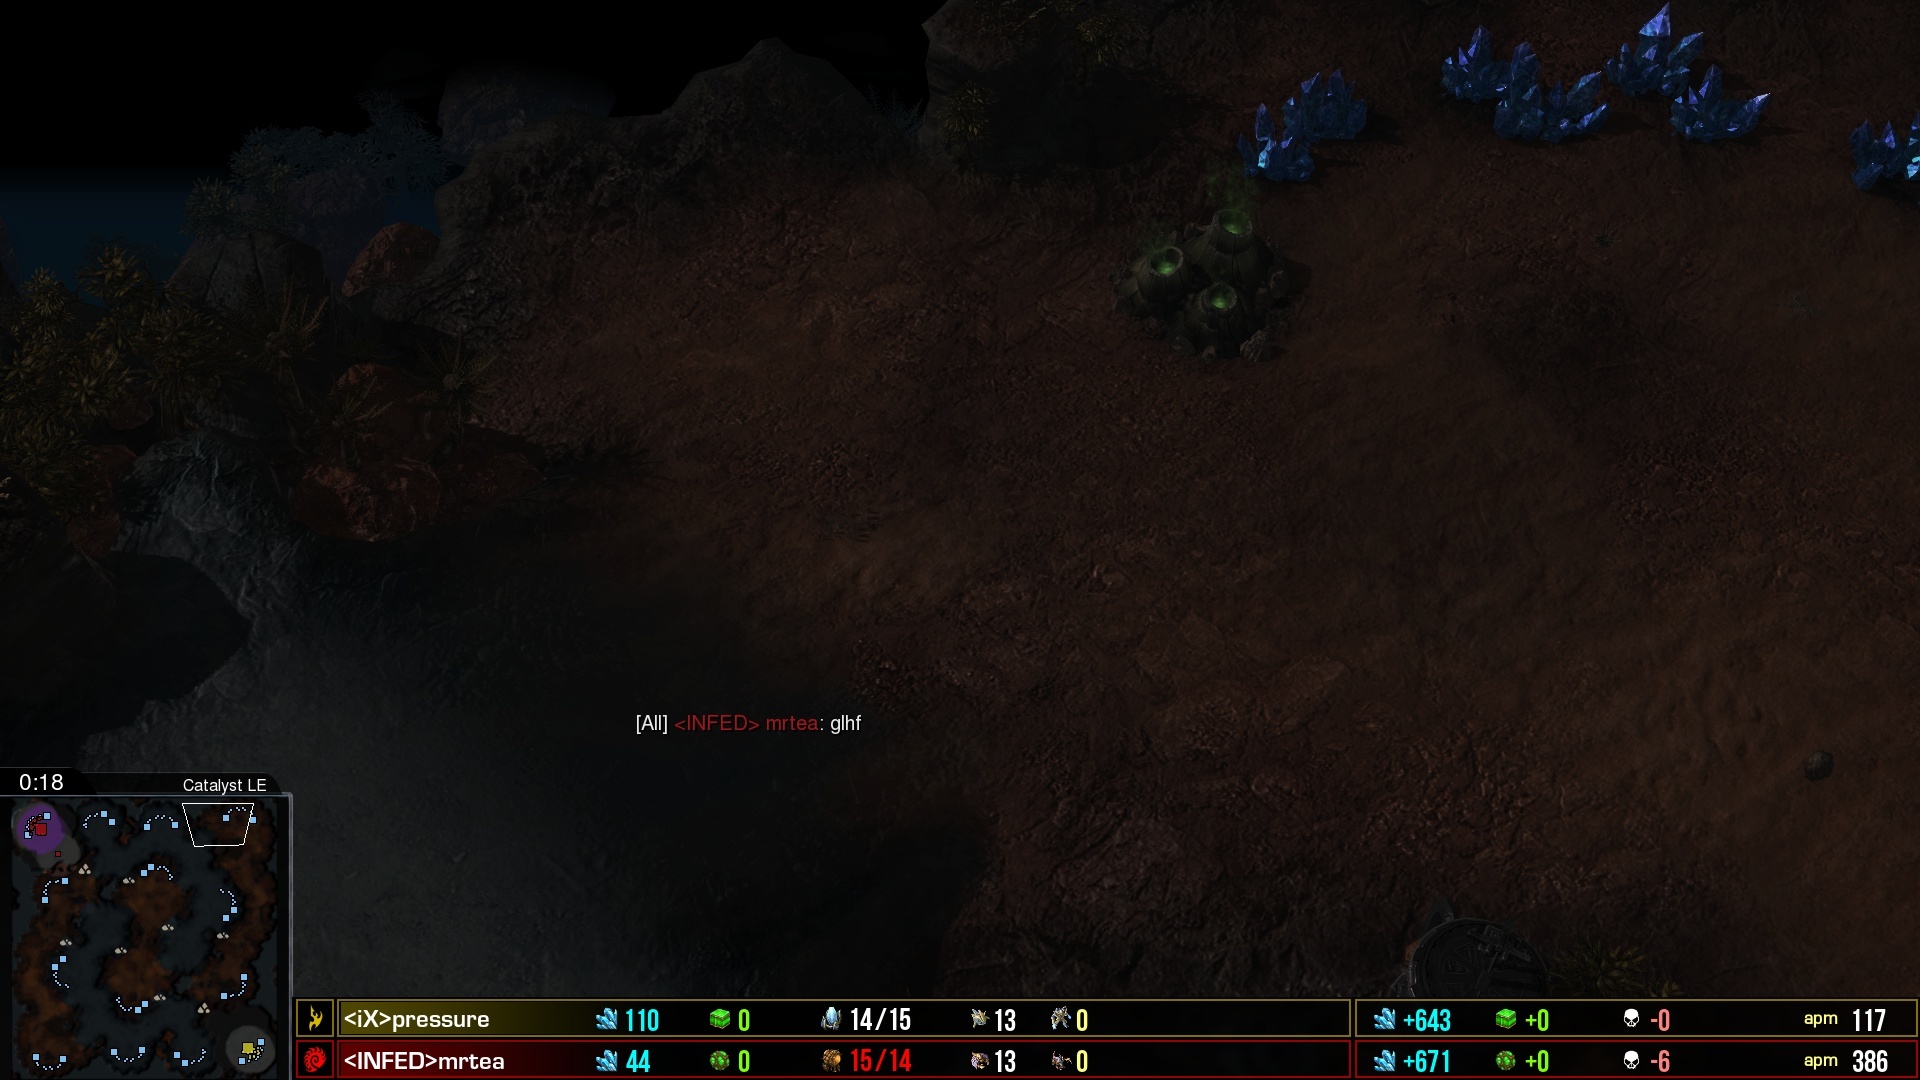 [All] <INFED> mrtea: glhf
0:18 Catalyst LE
<iX>pressure 110 0 14/15 13 0 +643 +0 -0 apm 117
<INFED>mrtea 44 0 15/14 13 0 +671 +0 -6 apm 386